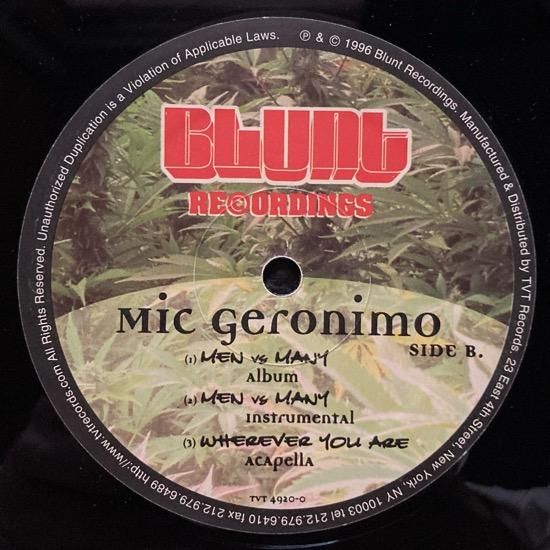 BLUNT
RECORDINGS
Mic Geronimo
SIDE B.
(1) MEN VS MANY
Album
(2) MEN VS MANY
Instrumental
(3) WHEREVER YOU ARE
Acapella
TVT 4920-0
℗ & © 1996 Blunt Recordings. Manufactured & Distributed by TVT Records. 23 East 4th Street, New York, NY 10003 tel 212.979.6410 fax 212.979.6489 http://www.tvtrecords.com All Rights Reserved. Unauthorized Duplication is a Violation of Applicable Laws.